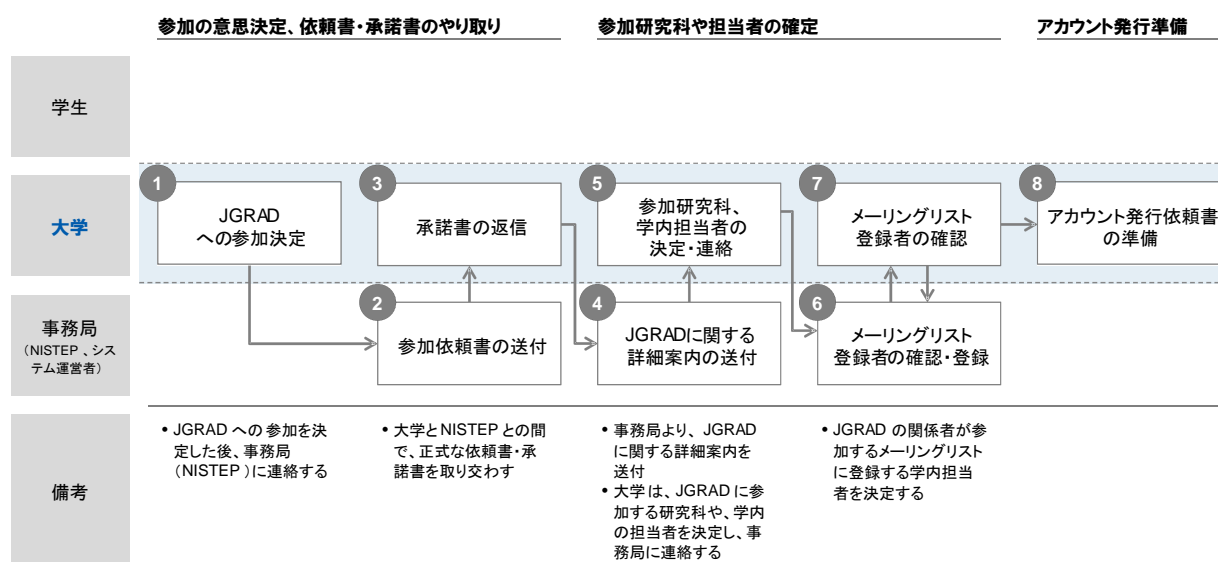 参加の意思決定、依頼書・承諾書のやり取り
参加研究科や担当者の確定
アカウント発行準備
学生
大学
1
JGRAD
への参加決定
3
承諾書の返信
5
参加研究科、
学内担当者の
決定・連絡
7
メーリングリスト
登録者の確認
8
アカウント発行依頼書
の準備
事務局
（NISTEP 、シス
テム運営者）
2
参加依頼書の送付
4
JGRADに関する
詳細案内の送付
6
メーリングリスト
登録者の確認・登録
備考
• JGRAD への 参加を決
定した後、事務局
（NISTEP ）に連絡する
• 大学とNISTEP との間
で、正式な依頼書・承
諾書を取り交わす
• 事務局より、 JGRAD
に関する詳細案内を
送付
• 大学は、JGRAD に参
加する研究科や、学内
の担当者を決定し、事
務局に連絡する
• JGRAD の関係者が参
加するメーリングリスト
に登録する学内担当
者を決定する